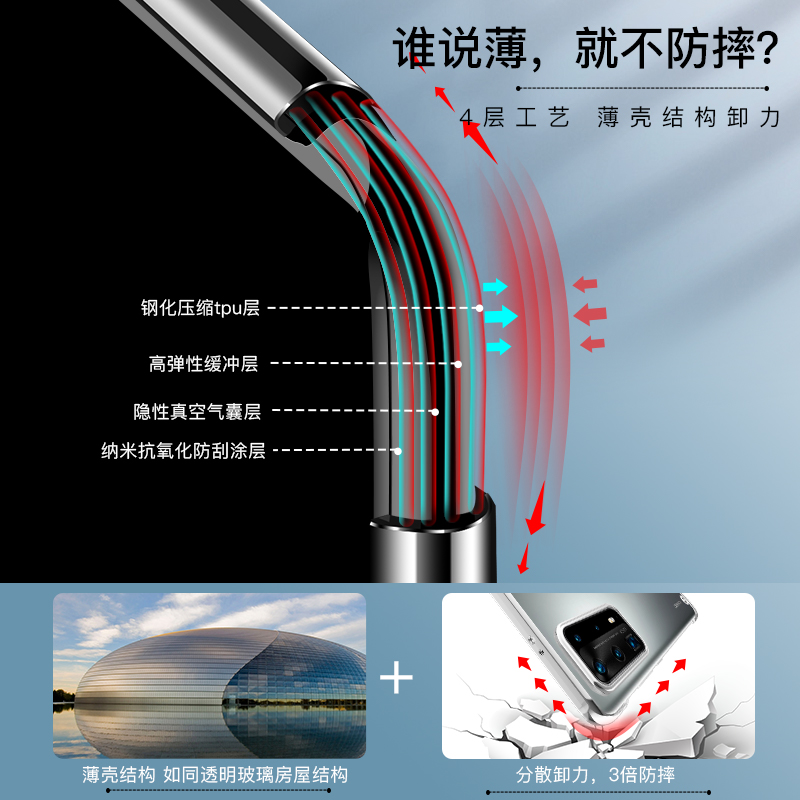 谁说薄，就不防摔？
4层工艺 薄壳结构卸力
钢化压缩tpu层
高弹性缓冲层
隐性真空气囊层
纳米抗氧化防刮涂层
薄壳结构 如同透明玻璃房屋结构
分散卸力，3倍防摔